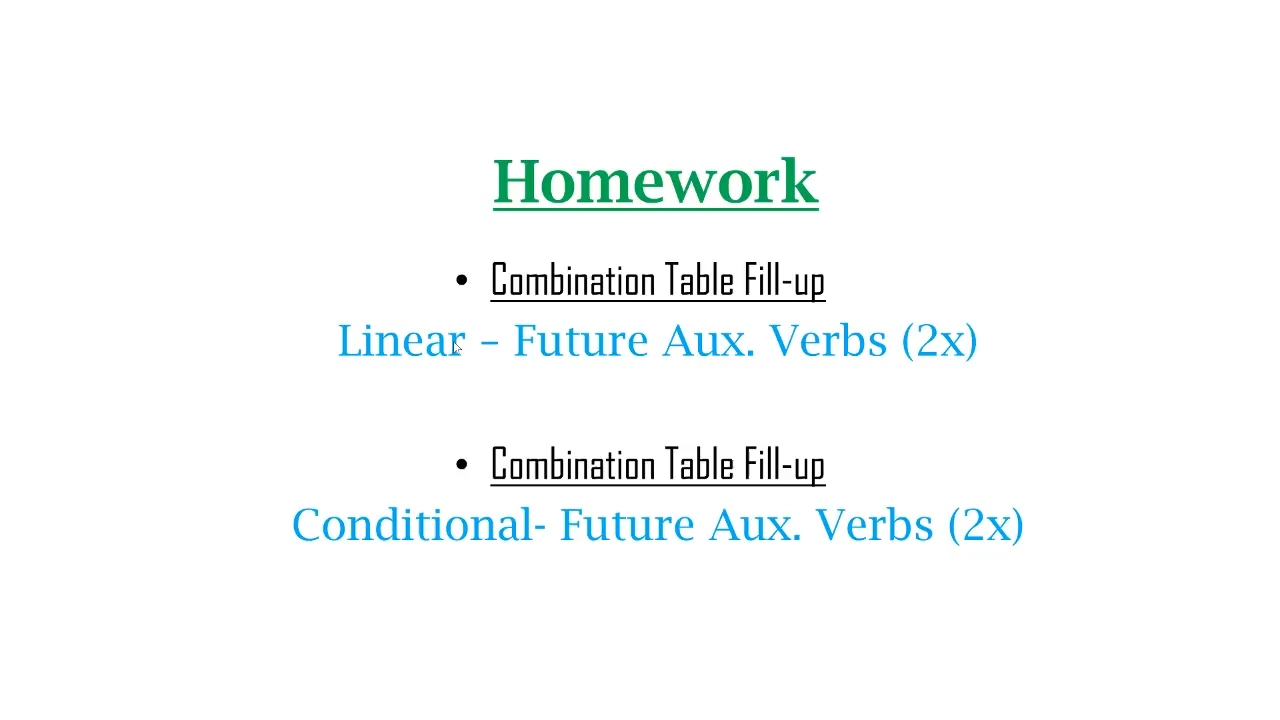 Homework
• Combination Table Fill-up
Linear – Future Aux. Verbs (2x)
• Combination Table Fill-up
Conditional- Future Aux. Verbs (2x)